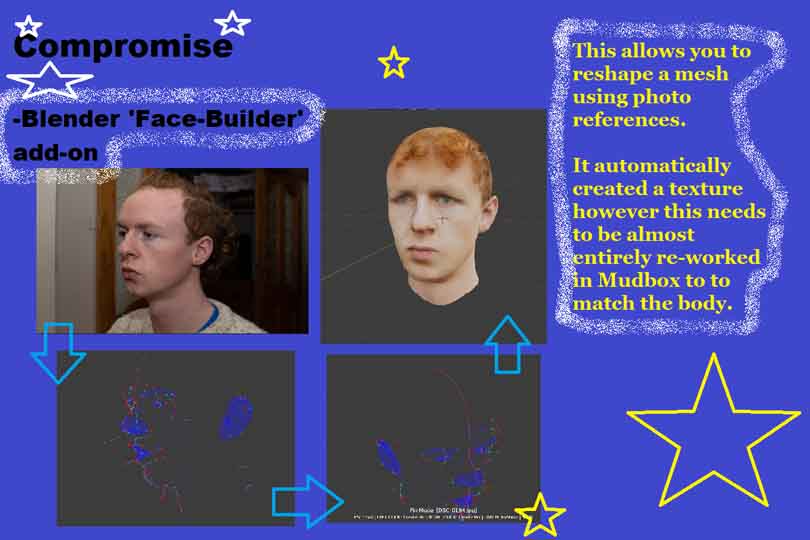 Compromise
-Blender 'Face-Builder'
add-on
This allows you to
reshape a mesh
using photo
references.
It automatically
created a texture
however this needs
to be almost
entirely re-worked
in Mudbox to to
match the body.